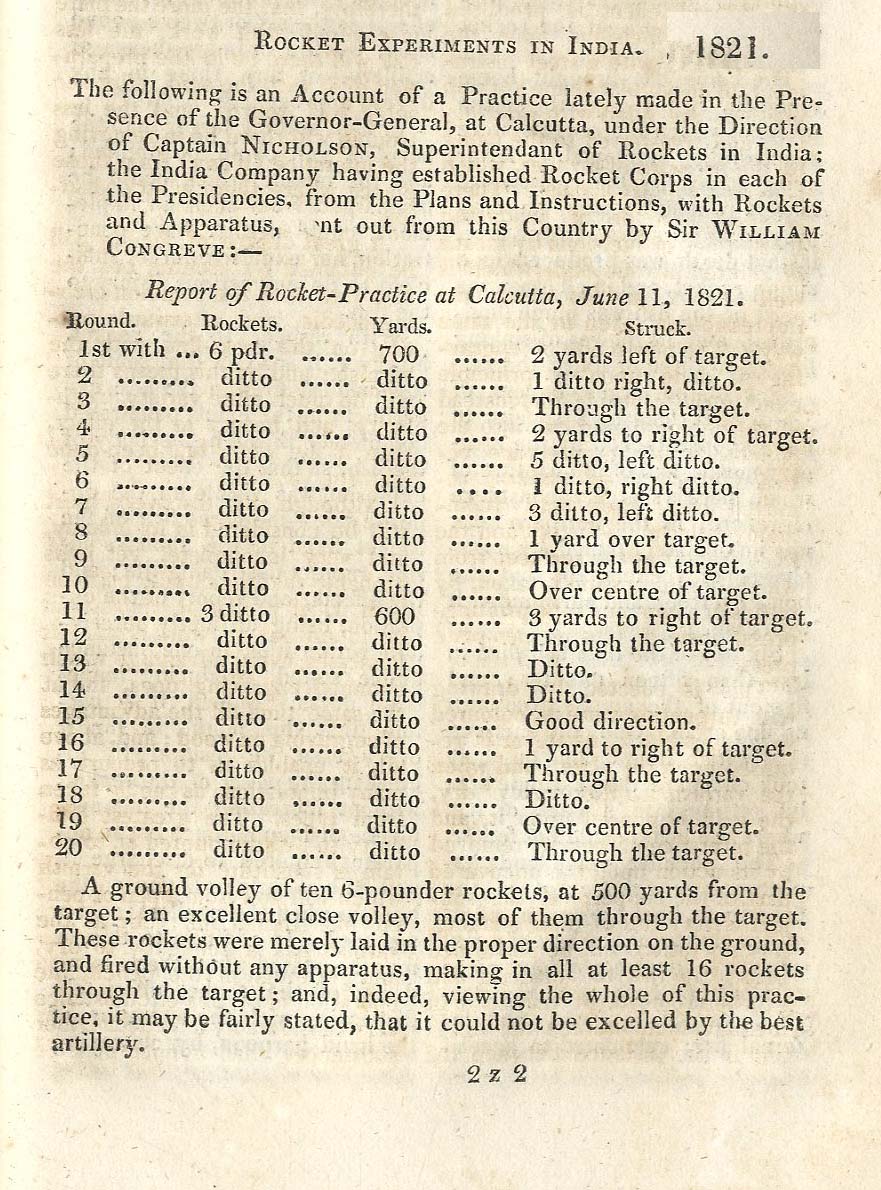 ROCKET EXPERIMENTS IN INDIA. , 1821.
The following is an Account of a Practice lately made in the Pre-
sence of the Governor-General, at Calcutta, under the Direction
of Captain NICHOLSON, Superintendant of Rockets in India;
the India Company having established Rocket Corps in each of
the Presidencies, from the Plans and Instructions, with Rockets
and Apparatus, nt out from this Country by Sir WILLIAM
CONGREVE:—
Report of Rocket-Practice at Calcutta, June 11, 1821.
Round. Rockets. Yards. Struck.
1st with ... 6 pdr. ...... 700 ...... 2 yards left of target.
2 ......... ditto ...... ditto ...... 1 ditto right, ditto.
3 ......... ditto ...... ditto ...... Through the target.
4 ......... ditto ...... ditto ...... 2 yards to right of target.
5 ......... ditto ...... ditto ...... 5 ditto, left ditto.
6 ......... ditto ...... ditto .... 1 ditto, right ditto.
7 ......... ditto ...... ditto ...... 3 ditto, left ditto.
8 ......... ditto ...... ditto ...... 1 yard over target.
9 ......... ditto ...... ditto ...... Through the target.
10 ......... ditto ...... ditto ...... Over centre of target.
11 ......... 3 ditto ...... 600 ...... 3 yards to right of target.
12 ......... ditto ...... ditto ...... Through the target.
13 ......... ditto ...... ditto ...... Ditto.
14 ......... ditto ...... ditto ...... Ditto.
15 ......... ditto ...... ditto ...... Good direction.
16 ......... ditto ...... ditto ...... 1 yard to right of target.
17 ......... ditto ...... ditto ...... Through the target.
18 ......... ditto ...... ditto ...... Ditto.
19 ......... ditto ...... ditto ...... Over centre of target.
20 ......... ditto ...... ditto ...... Through the target.
A ground volley of ten 6-pounder rockets, at 500 yards from the
target; an excellent close volley, most of them through the target.
These rockets were merely laid in the proper direction on the ground,
and fired without any apparatus, making in all at least 16 rockets
through the target; and, indeed, viewing the whole of this prac-
tice, it may be fairly stated, that it could not be excelled by the best
artillery.
2 z 2